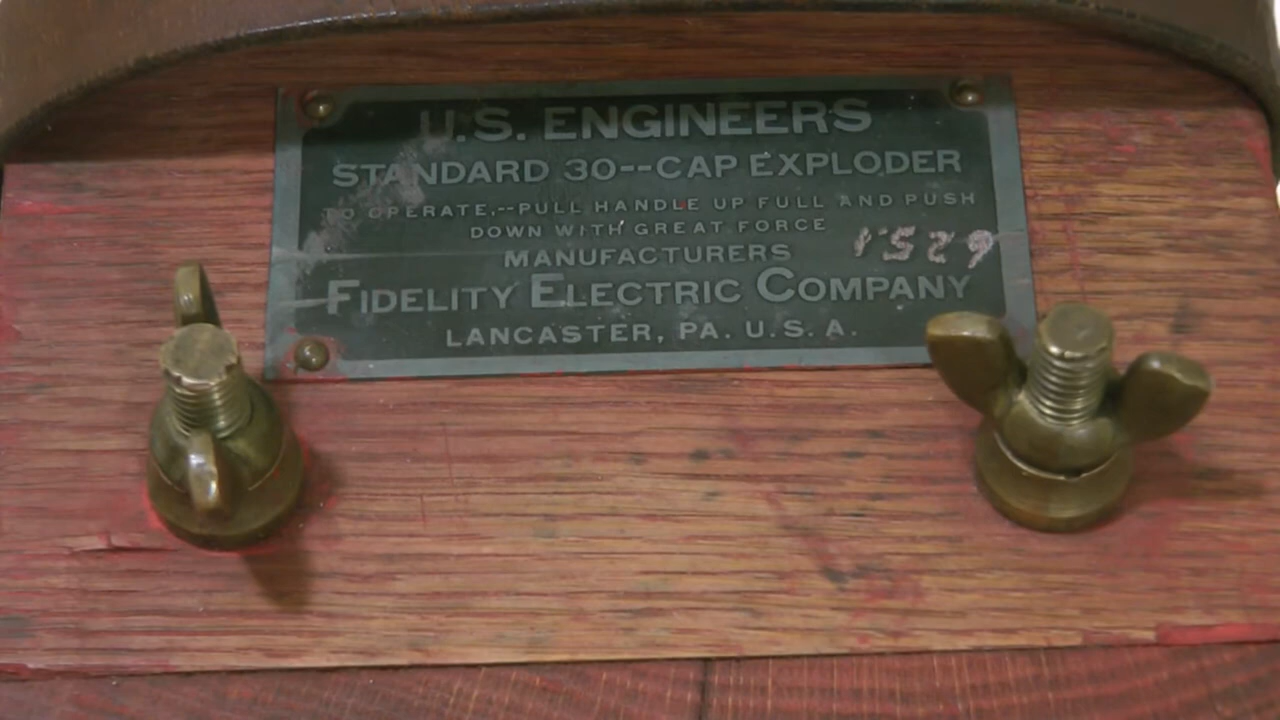 U.S. ENGINEERS
STANDARD 30--CAP EXPLODER
TO OPERATE,--PULL HANDLE UP FULL AND PUSH
DOWN WITH GREAT FORCE
MANUFACTURERS
FIDELITY ELECTRIC COMPANY
LANCASTER, PA. U.S.A.